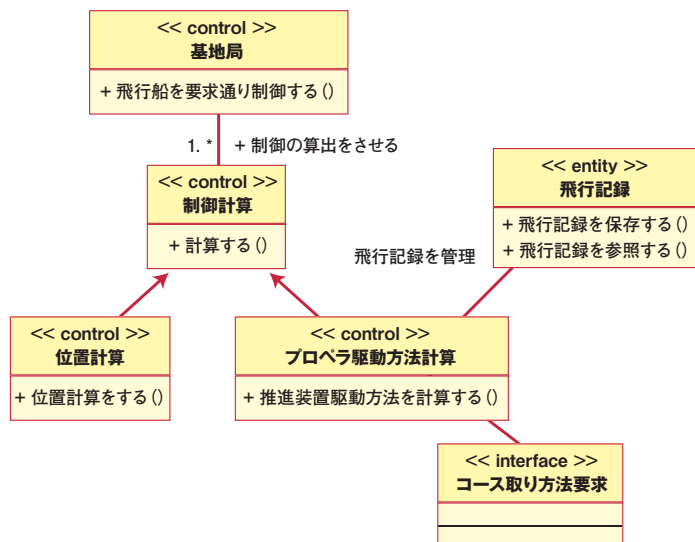 << control >>
基地局
+ 飛行船を要求通り制御する ()
1. *
+ 制御の算出をさせる
<< control >>
制御計算
+ 計算する ()
<< entity >>
飛行記録
+ 飛行記録を保存する ()
+ 飛行記録を参照する ()
飛行記録を管理
<< control >>
位置計算
+ 位置計算をする ()
<< control >>
プロペラ駆動方法計算
+ 推進装置駆動方法を計算する ()
<< interface >>
コース取り方法要求